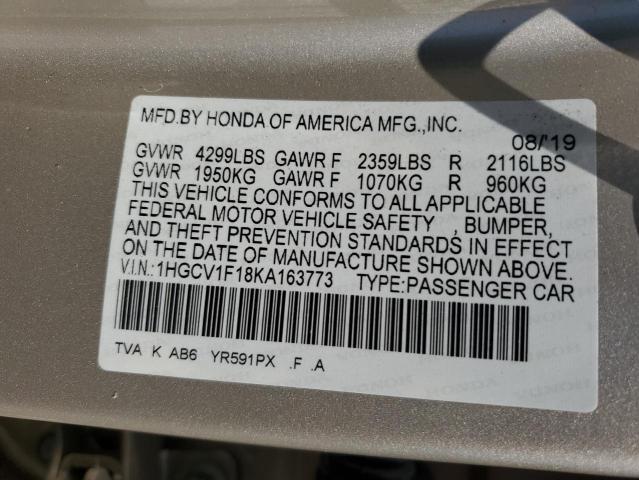 MFD.BY HONDA OF AMERICA MFG.,INC.
08/'19
GVWR 4299LBS GAWR F 2359LBS R 2116LBS
GVWR 1950KG GAWR F 1070KG R 960KG
THIS VEHICLE CONFORMS TO ALL APPLICABLE
FEDERAL MOTOR VEHICLE SAFETY , BUMPER,
AND THEFT PREVENTION STANDARDS IN EFFECT
ON THE DATE OF MANUFACTURE SHOWN ABOVE.
V.I.N.:1HGCV1F18KA163773 TYPE:PASSENGER CAR
TVA K AB6 YR591PX .F .A